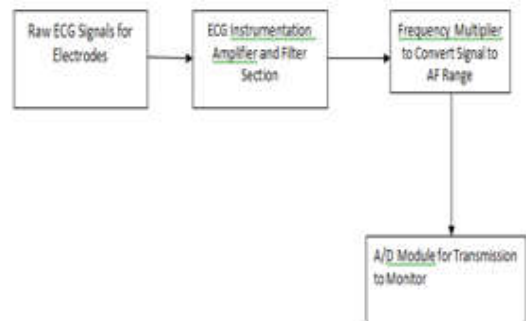 Raw ECG Signals for
Electrodes
ECG Instrumentation
Amplifier and Filter
Section
Frequency Multiplier
to Convert Signal to
AF Range
A/D Module for Transmission
to Monitor